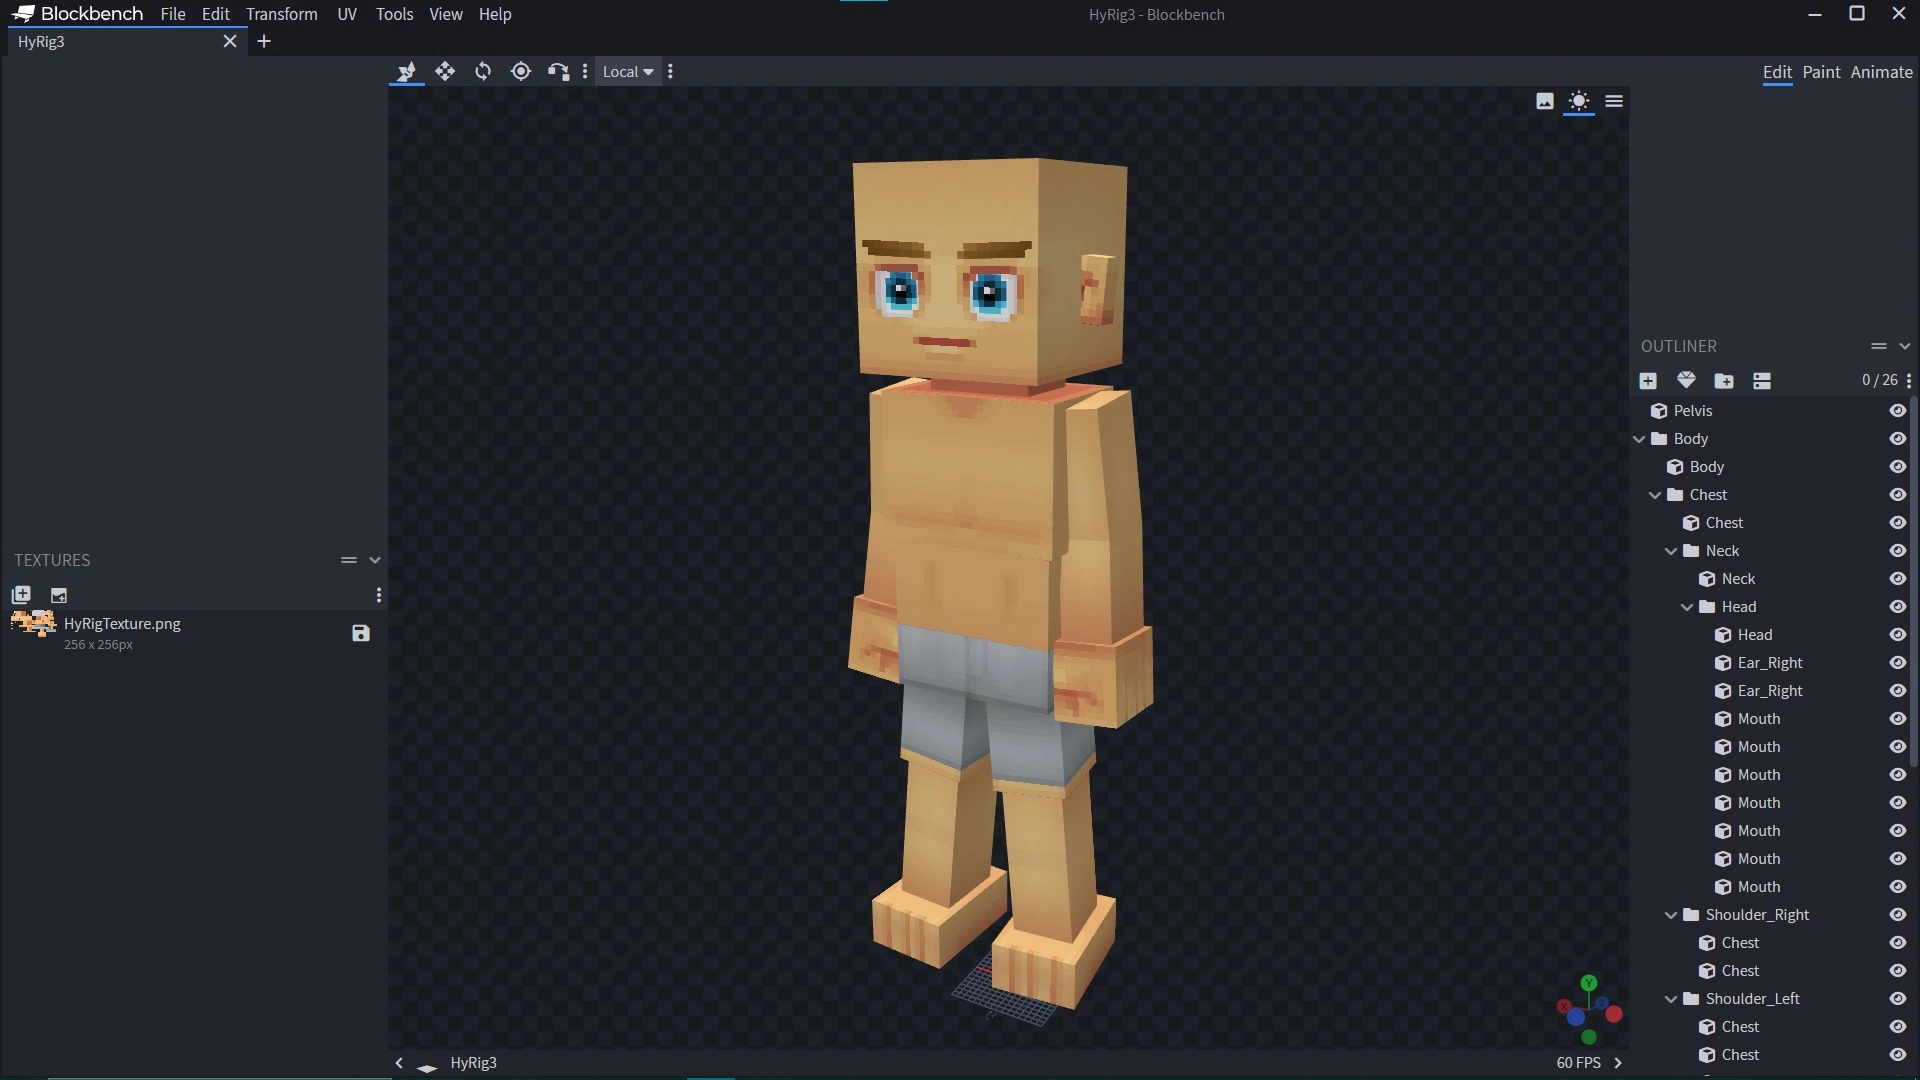 Blockbench File Edit Transform UV Tools View Help
HyRig3 - Blockbench
HyRig3
Local
Edit Paint Animate
OUTLINER
0 / 26
Pelvis
Body
Body
Chest
Chest
Neck
Neck
Head
Head
Ear_Right
Ear_Right
Mouth
Mouth
Mouth
Mouth
Mouth
Mouth
Mouth
Shoulder_Right
Chest
Chest
Shoulder_Left
Chest
Chest
TEXTURES
HyRigTexture.png
256 x 256px
Y
X
Z
HyRig3
60 FPS